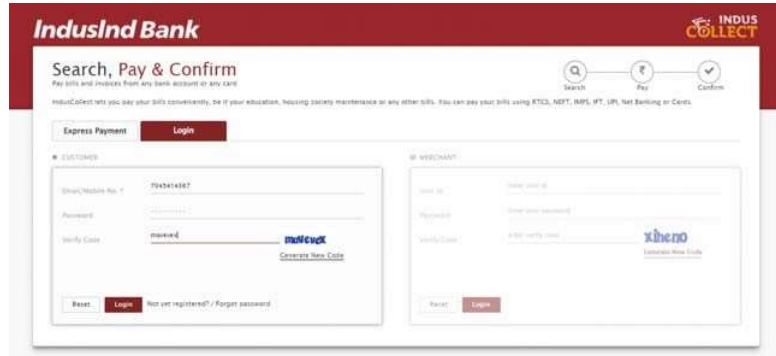 IndusInd Bank
INDUS
COLLECT
Search, Pay & Confirm
Pay bills and invoices from any bank account or any card
Search
Pay
Confirm
IndusCollect lets you pay your bills conveniently, be it your education, housing society maintenance or any other bills. You can pay your bills using RTGS, NEFT, IMPS, IFT, UPI, Net Banking or Cards
Express Payment
Login
CUSTOMER
Email/Mobile No. *
Password
Verify Code
Generate New Code
Reset
Login
Not yet registered? / Forgot password
MERCHANT
User Id
Enter User Id
Password
Enter your password
Verify Code
Enter verify code
xiheno
Generate New Code
Reset
Login